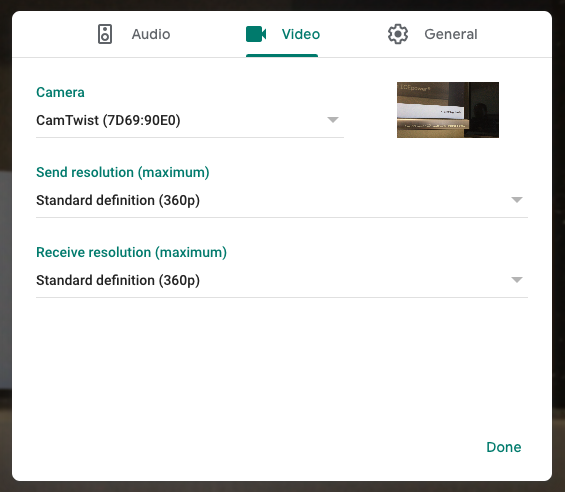 Audio
Video
General
Camera
CamTwist (7D69:90E0)
Send resolution (maximum)
Standard definition (360p)
Receive resolution (maximum)
Standard definition (360p)
Done